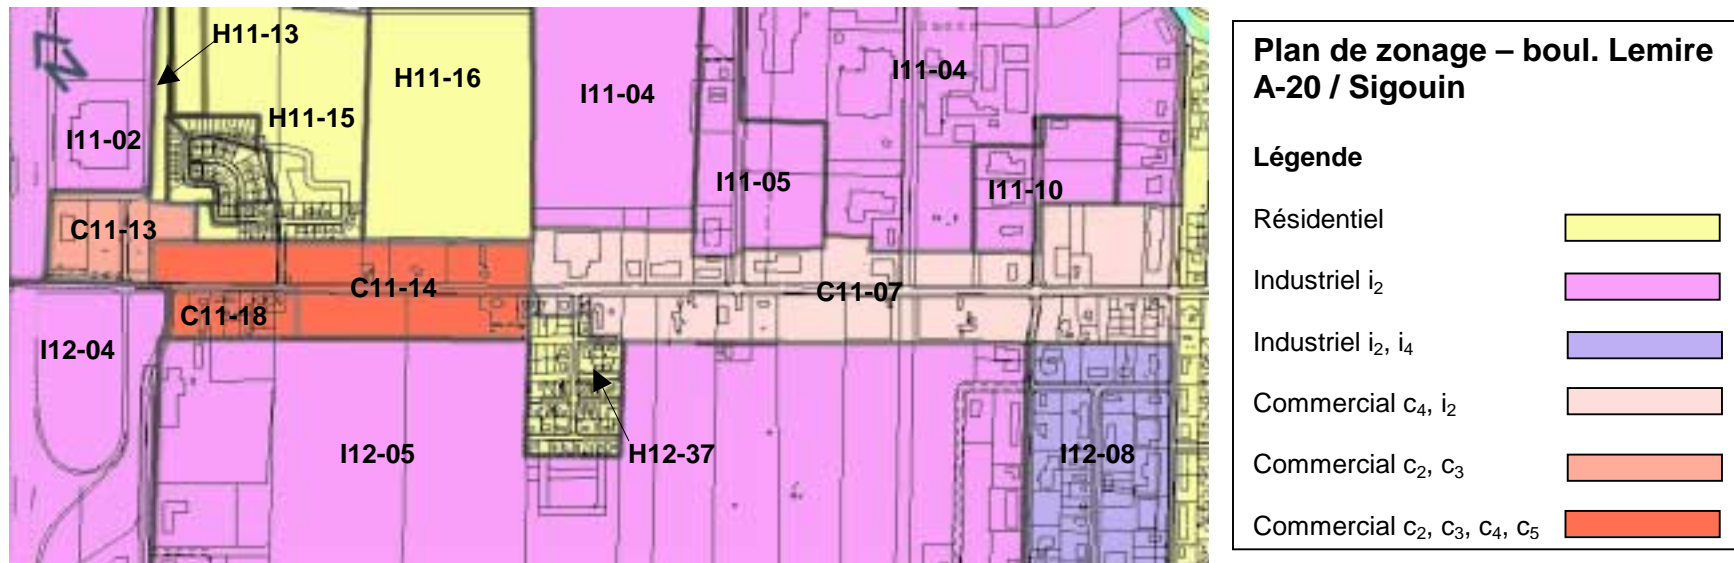 H11-13
H11-16
I11-04
I11-04
H11-15
I11-02
I11-05
I11-10
C11-13
C11-14
C11-07
C11-18
I12-04
I12-05
H12-37
I12-08
N
Plan de zonage – boul. Lemire
A-20 / Sigouin
Légende
Résidentiel
Industriel i₂
Industriel i₂, i₄
Commercial c₄, i₂
Commercial c₂, c₃
Commercial c₂, c₃, c₄, c₅